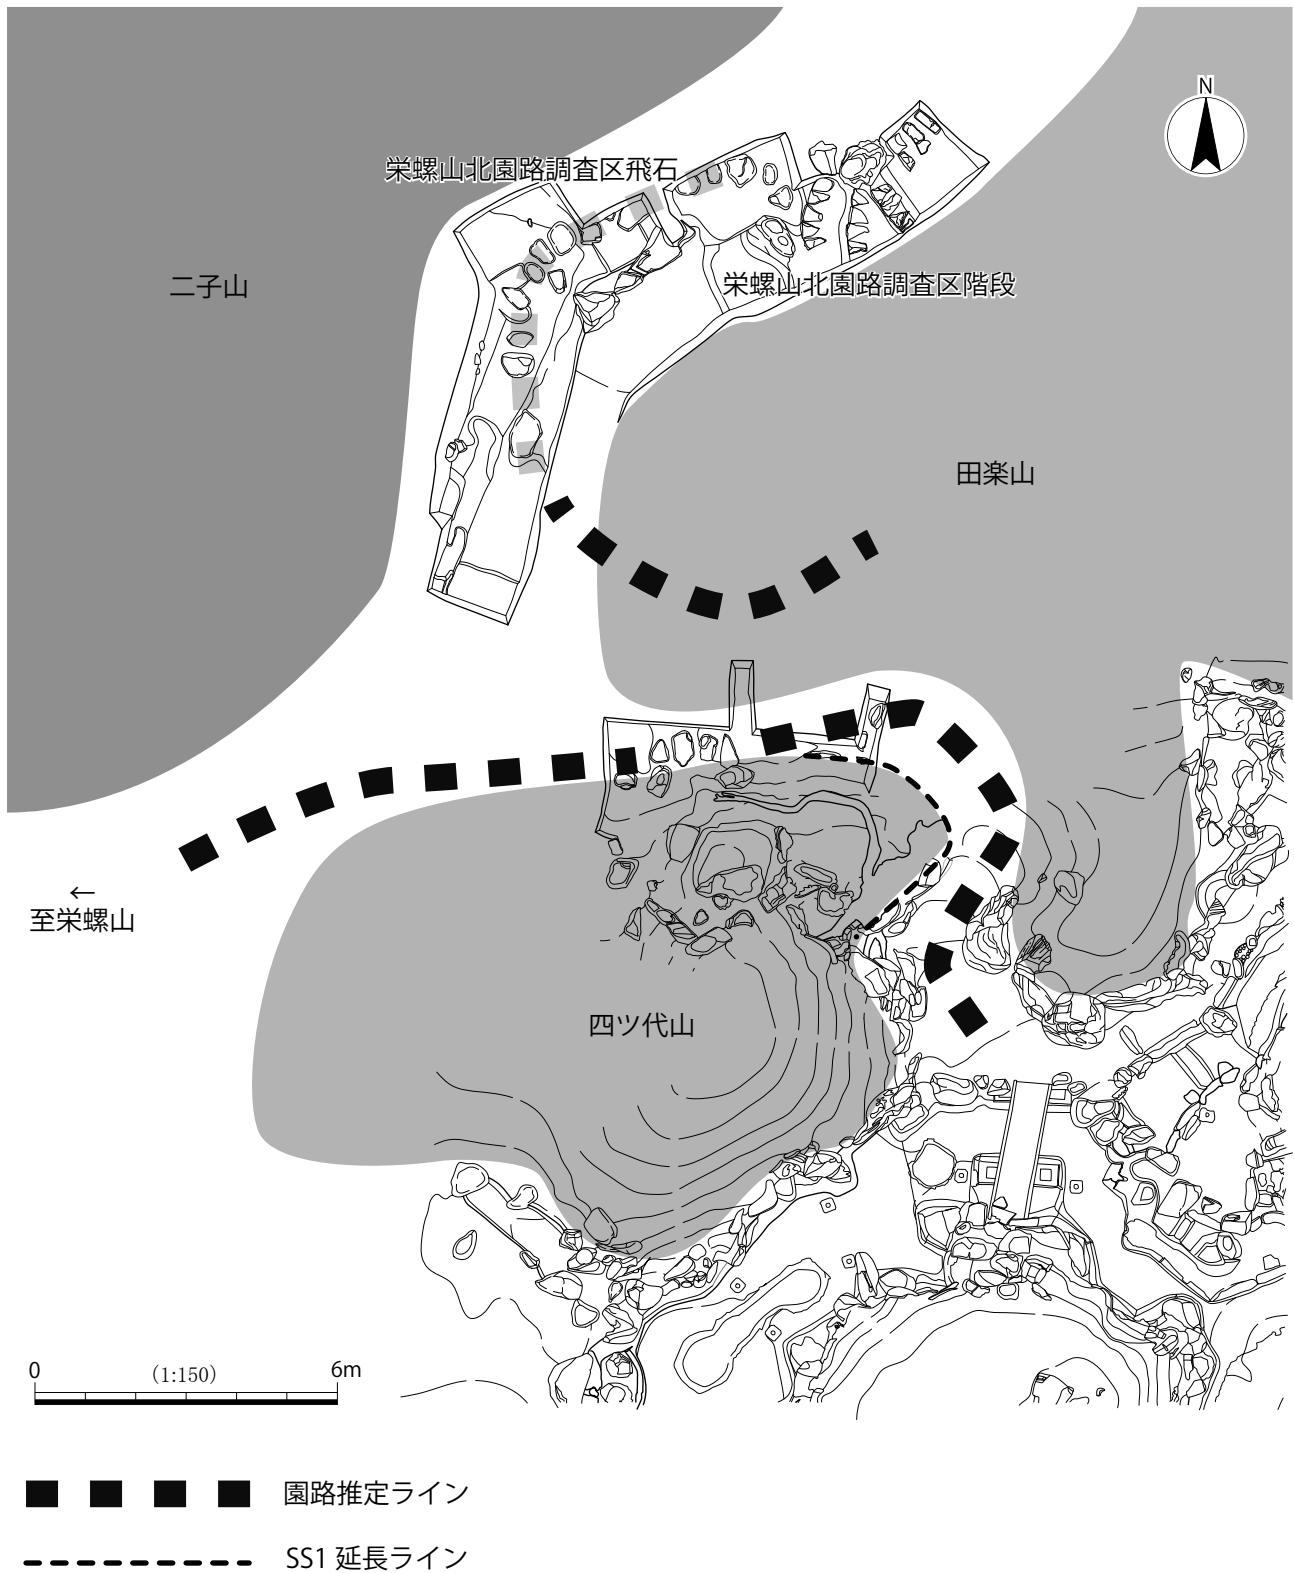 N
栄螺山北園路調査区飛石
二子山
栄螺山北園路調査区階段
田楽山
←
至栄螺山
四ツ代山
0 (1:150) 6m
園路推定ライン
SS1 延長ライン